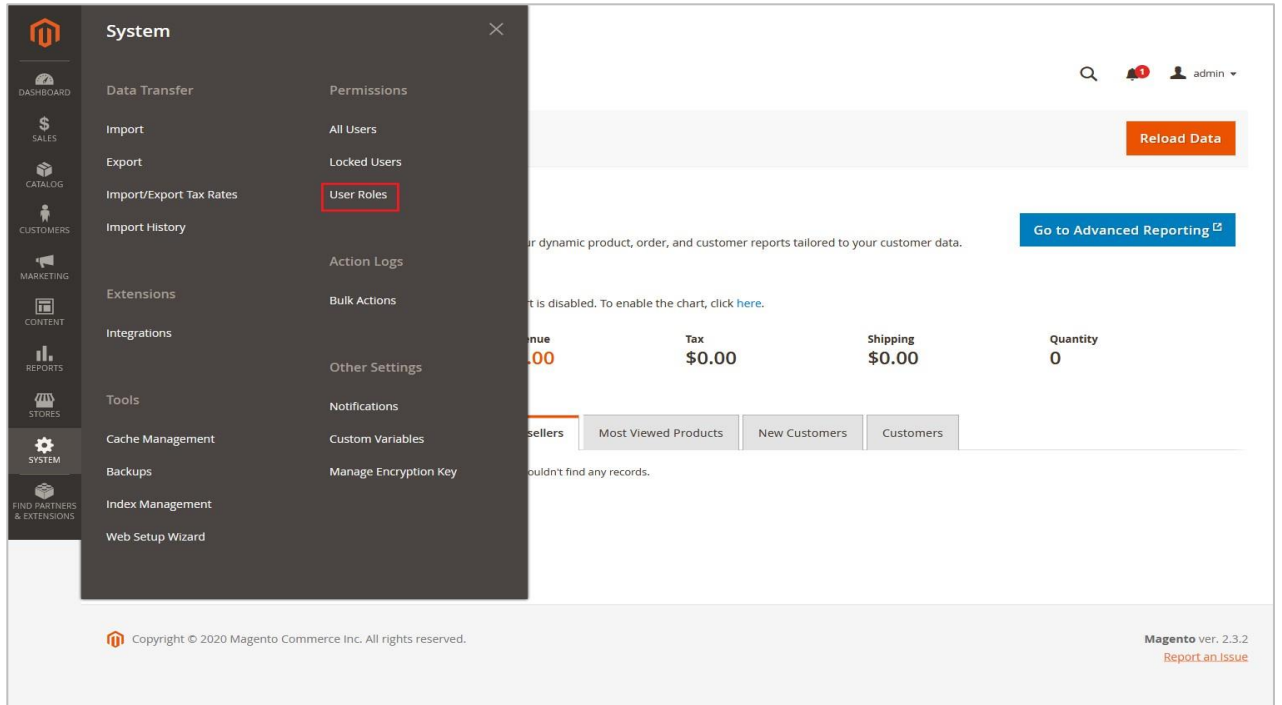 DASHBOARD
SALES
CATALOG
CUSTOMERS
MARKETING
CONTENT
REPORTS
STORES
SYSTEM
FIND PARTNERS
& EXTENSIONS
System
Data Transfer
Import
Export
Import/Export Tax Rates
Import History
Extensions
Integrations
Tools
Cache Management
Backups
Index Management
Web Setup Wizard
Permissions
All Users
Locked Users
User Roles
Action Logs
Bulk Actions
Other Settings
Notifications
Custom Variables
Manage Encryption Key
1
admin
Reload Data
ur dynamic product, order, and customer reports tailored to your customer data.
Go to Advanced Reporting
rt is disabled. To enable the chart, click here.
enue
.00
Tax
$0.00
Shipping
$0.00
Quantity
0
sellers
Most Viewed Products
New Customers
Customers
ouldn't find any records.
Copyright © 2020 Magento Commerce Inc. All rights reserved.
Magento ver. 2.3.2
Report an Issue